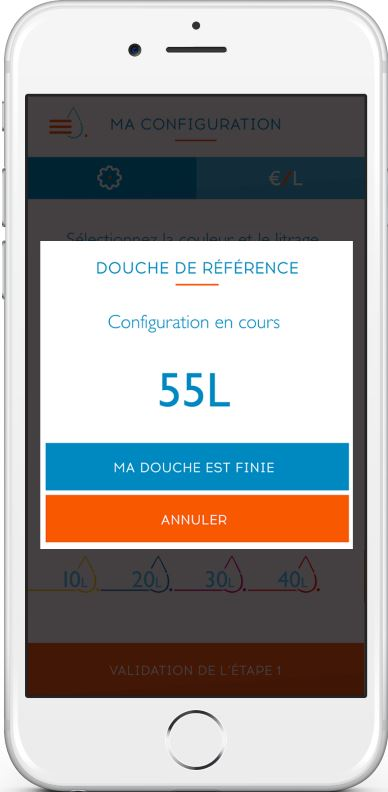 MA CONFIGURATION
€/L
Sélectionnez la couleur et le litrage
DOUCHE DE RÉFÉRENCE
Configuration en cours
55L
MA DOUCHE EST FINIE
ANNULER
10L 20L 30L 40L
VALIDATION DE L'ÉTAPE 1